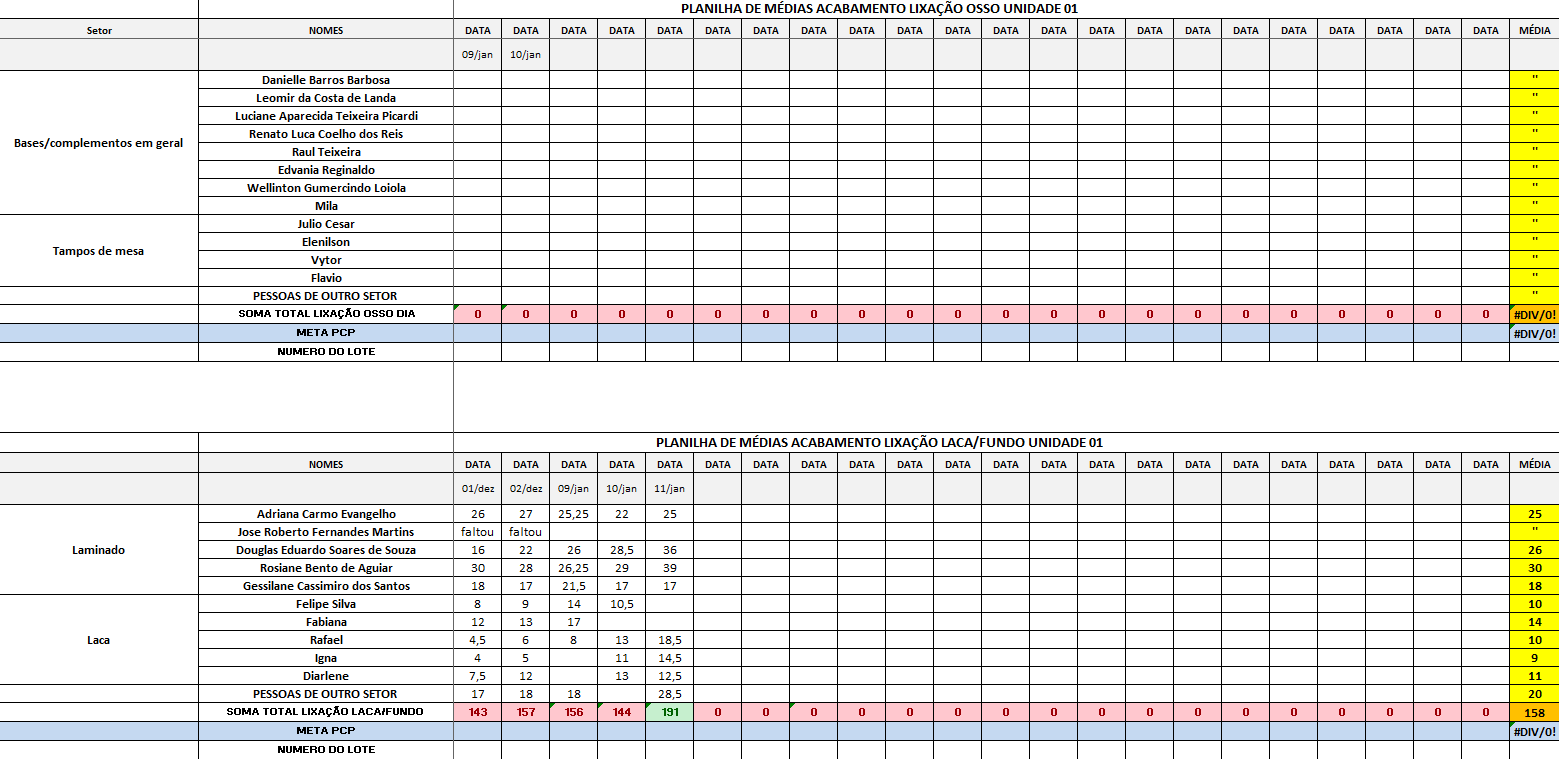 PLANILHA DE MÉDIAS ACABAMENTO LIXAÇÃO OSSO UNIDADE 01
Setor NOMES DATA DATA DATA DATA DATA DATA DATA DATA DATA DATA DATA DATA DATA DATA DATA DATA DATA DATA DATA DATA DATA DATA MÉDIA
09/jan 10/jan
Danielle Barros Barbosa "
Leomir da Costa de Landa "
Luciane Aparecida Teixeira Picardi "
Renato Luca Coelho dos Reis "
Bases/complementos em geral
Raul Teixeira "
Edvania Reginaldo "
Wellinton Gumercindo Loiola "
Mila "
Julio Cesar "
Elenilson "
Tampos de mesa
Vytor "
Flavio "
PESSOAS DE OUTRO SETOR "
SOMA TOTAL LIXAÇÃO OSSO DIA 0 0 0 0 0 0 0 0 0 0 0 0 0 0 0 0 0 0 0 0 0 0 #DIV/0!
META PCP #DIV/0!
NUMERO DO LOTE
PLANILHA DE MÉDIAS ACABAMENTO LIXAÇÃO LACA/FUNDO UNIDADE 01
NOMES DATA DATA DATA DATA DATA DATA DATA DATA DATA DATA DATA DATA DATA DATA DATA DATA DATA DATA DATA DATA DATA DATA MÉDIA
01/dez 02/dez 09/jan 10/jan 11/jan
Adriana Carmo Evangelho 26 27 25,25 22 25 25
Jose Roberto Fernandes Martins faltou faltou "
Laminado Douglas Eduardo Soares de Souza 16 22 26 28,5 36 26
Rosiane Bento de Aguiar 30 28 26,25 29 39 30
Gessilane Cassimiro dos Santos 18 17 21,5 17 17 18
Felipe Silva 8 9 14 10,5 10
Fabiana 12 13 17 14
Laca Rafael 4,5 6 8 13 18,5 10
Igna 4 5 11 14,5 9
Diarlene 7,5 12 13 12,5 11
PESSOAS DE OUTRO SETOR 17 18 18 28,5 20
SOMA TOTAL LIXAÇÃO LACA/FUNDO 143 157 156 144 191 0 0 0 0 0 0 0 0 0 0 0 0 0 0 0 0 0 158
META PCP #DIV/0!
NUMERO DO LOTE